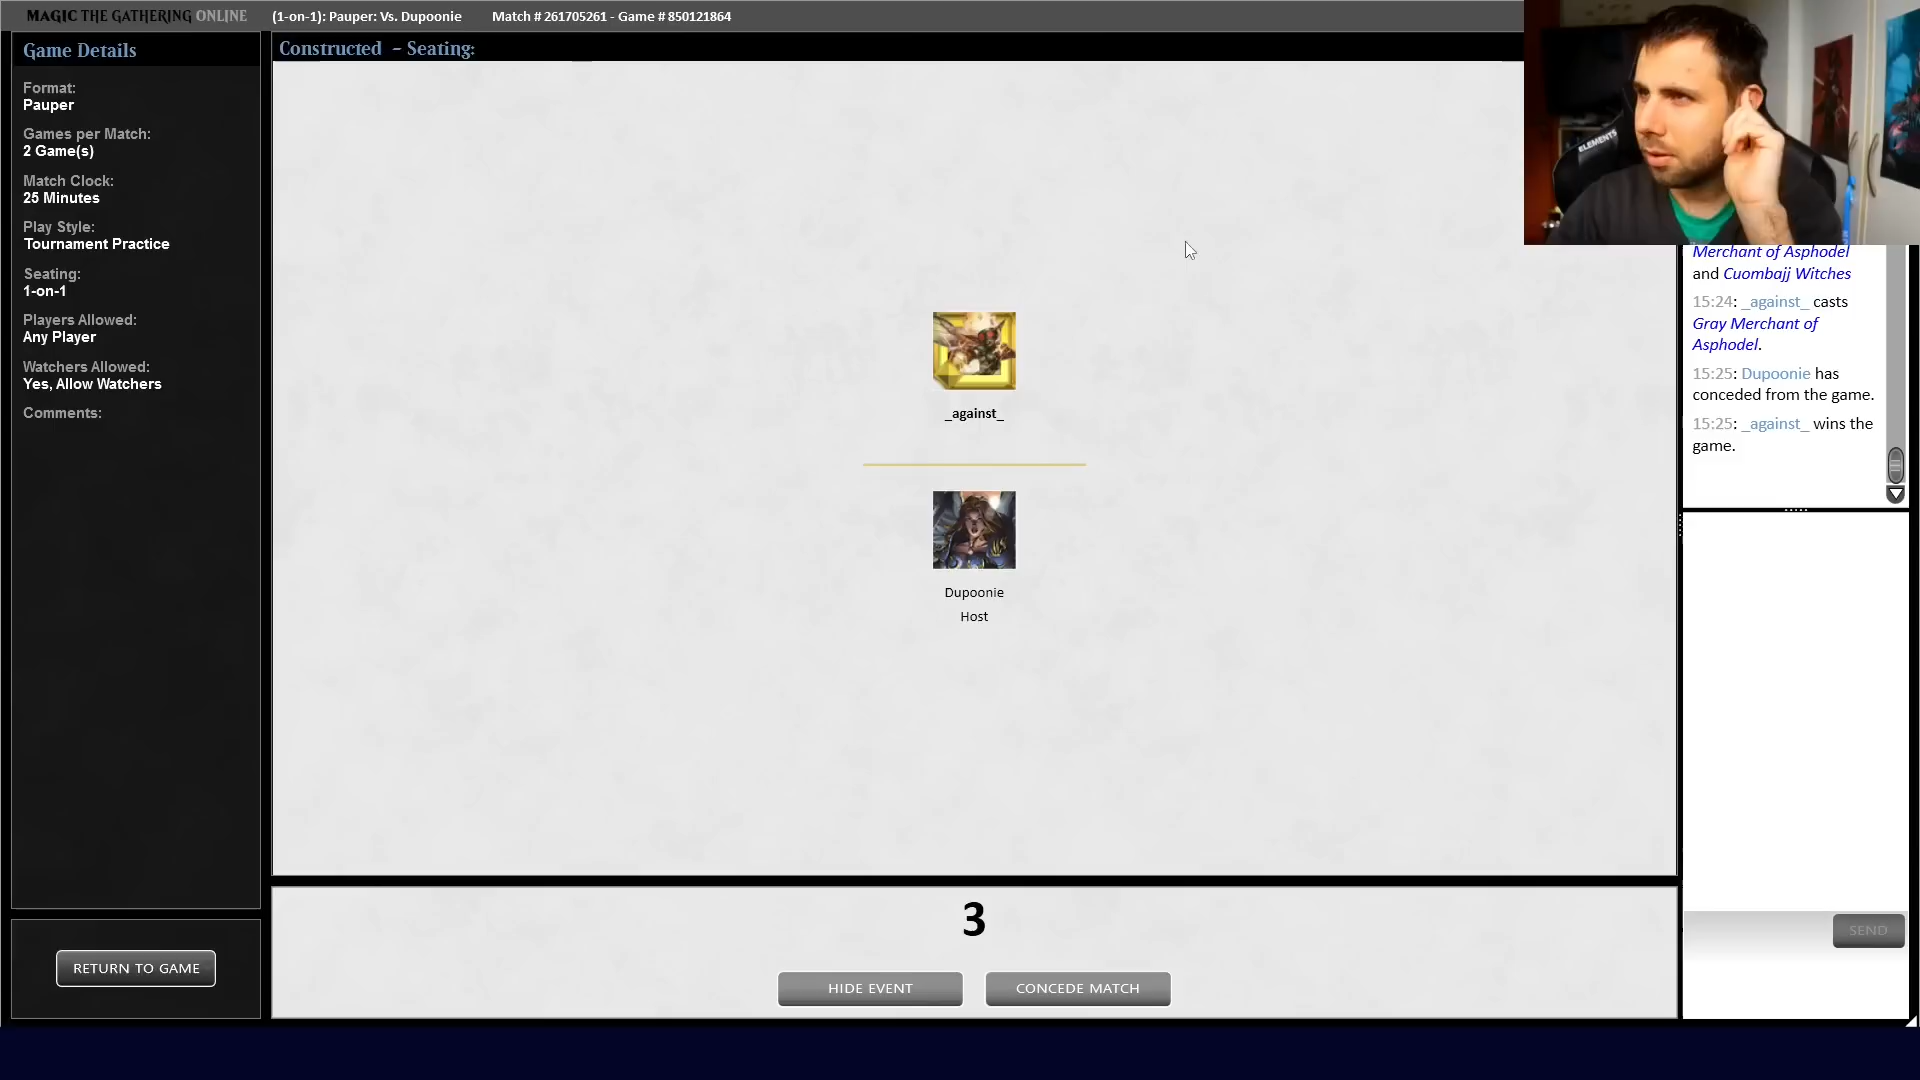 MAGIC THE GATHERING ONLINE
(1-on-1): Pauper: Vs. Dupoonie
Match # 261705261 - Game # 850121864
Game Details
Format:
Pauper
Games per Match:
2 Game(s)
Match Clock:
25 Minutes
Play Style:
Tournament Practice
Seating:
1-on-1
Players Allowed:
Any Player
Watchers Allowed:
Yes, Allow Watchers
Comments:
RETURN TO GAME
Constructed - Seating:
_against_
Dupoonie
Host
3
HIDE EVENT
CONCEDE MATCH
ELEMENTS
Merchant of Asphodel
and Cuombajj Witches
15:24: _against_ casts
Gray Merchant of
Asphodel.
15:25: Dupoonie has
conceded from the game.
15:25: _against_ wins the
game.
SEND